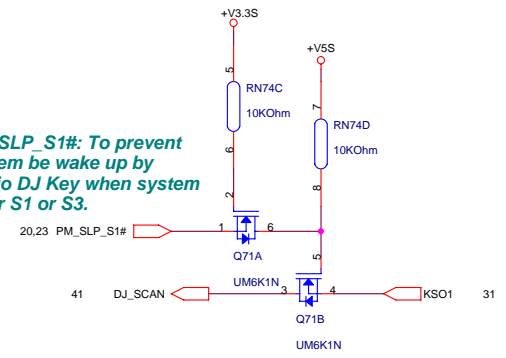 +V3.3S
+V5S
5
RN74C
10KOhm
7
RN74D
10KOhm
6
8
SLP_S1#: To prevent
em be wake up by
io DJ Key when system
r S1 or S3.
2
20,23 PM_SLP_S1#
1
6
Q71A
UM6K1N
5
41 DJ_SCAN
3
4
KSO1 31
Q71B
UM6K1N